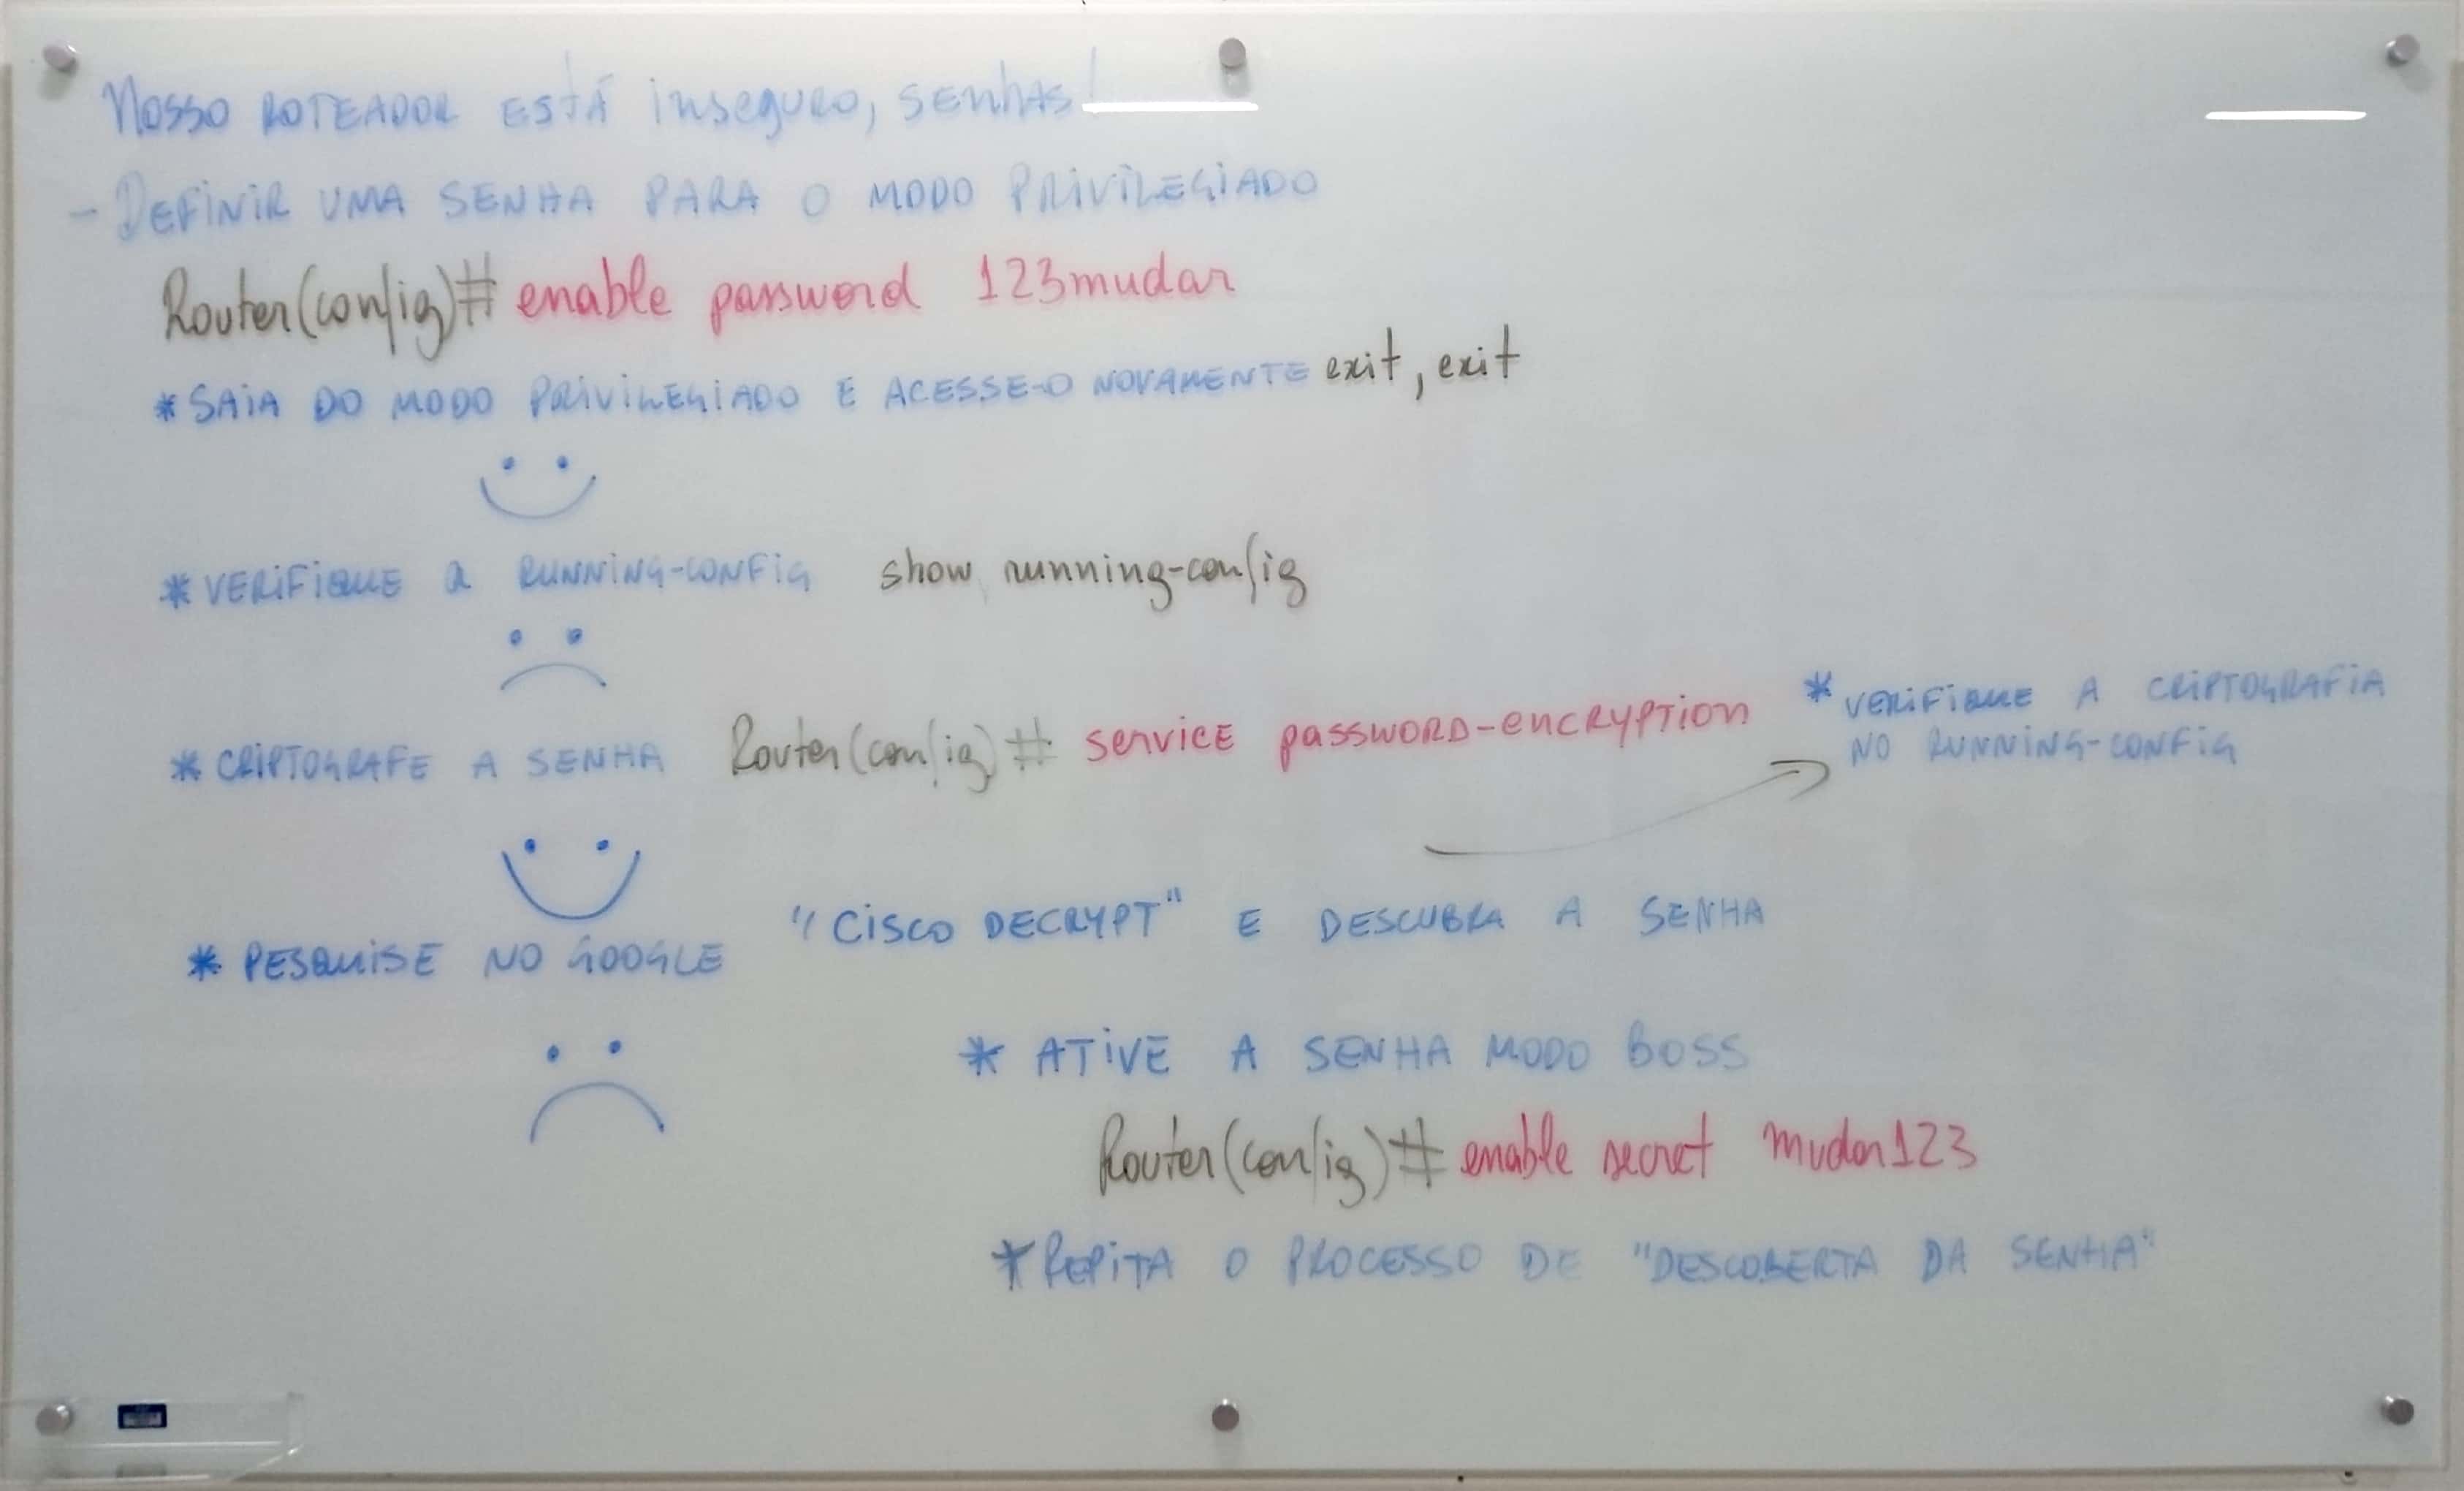 Nosso ROTEADOR ESTÁ inseguro, SENHAS!
- DEFINIR UMA SENHA PARA O MODO PRIVILEGIADO
Router(config)# enable password 123mudar
* SAIA DO MODO PRIVILEGIADO E ACESSE-O NOVAMENTE exit, exit
* VERIFIQUE a RUNNING-CONFIG show running-config
* CRIPTOGRAFE A SENHA Router(config)# service password-encryption
* VERIFIQUE A CRIPTOGRAFIA
NO RUNNING-CONFIG
* PESQUISE NO GOOGLE "CISCO DECRYPT" E DESCUBRA A SENHA
* ATIVE A SENHA MODO BOSS
Router(config)# enable secret mudar123
* REPITA O PROCESSO DE "DESCOBERTA DA SENHA"